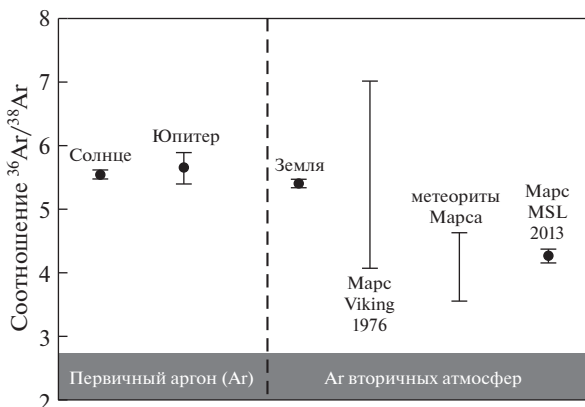 8
7
6
5
4
3
2
Соотношение ³⁶Ar/³⁸Ar
Солнце
Юпитер
Земля
Марс
Viking
1976
метеориты
Марса
Марс
MSL
2013
Первичный аргон (Ar)
Ar вторичных атмосфер